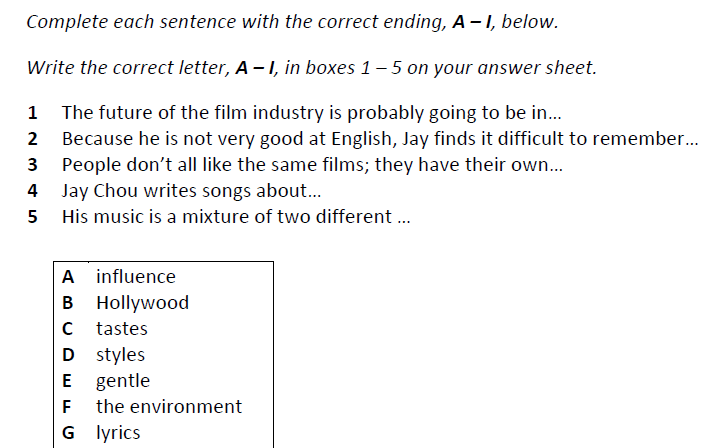 Complete each sentence with the correct ending, A – I, below.
Write the correct letter, A – I, in boxes 1 – 5 on your answer sheet.
1 The future of the film industry is probably going to be in...
2 Because he is not very good at English, Jay finds it difficult to remember...
3 People don’t all like the same films; they have their own...
4 Jay Chou writes songs about...
5 His music is a mixture of two different ...
A influence
B Hollywood
C tastes
D styles
E gentle
F the environment
G lyrics